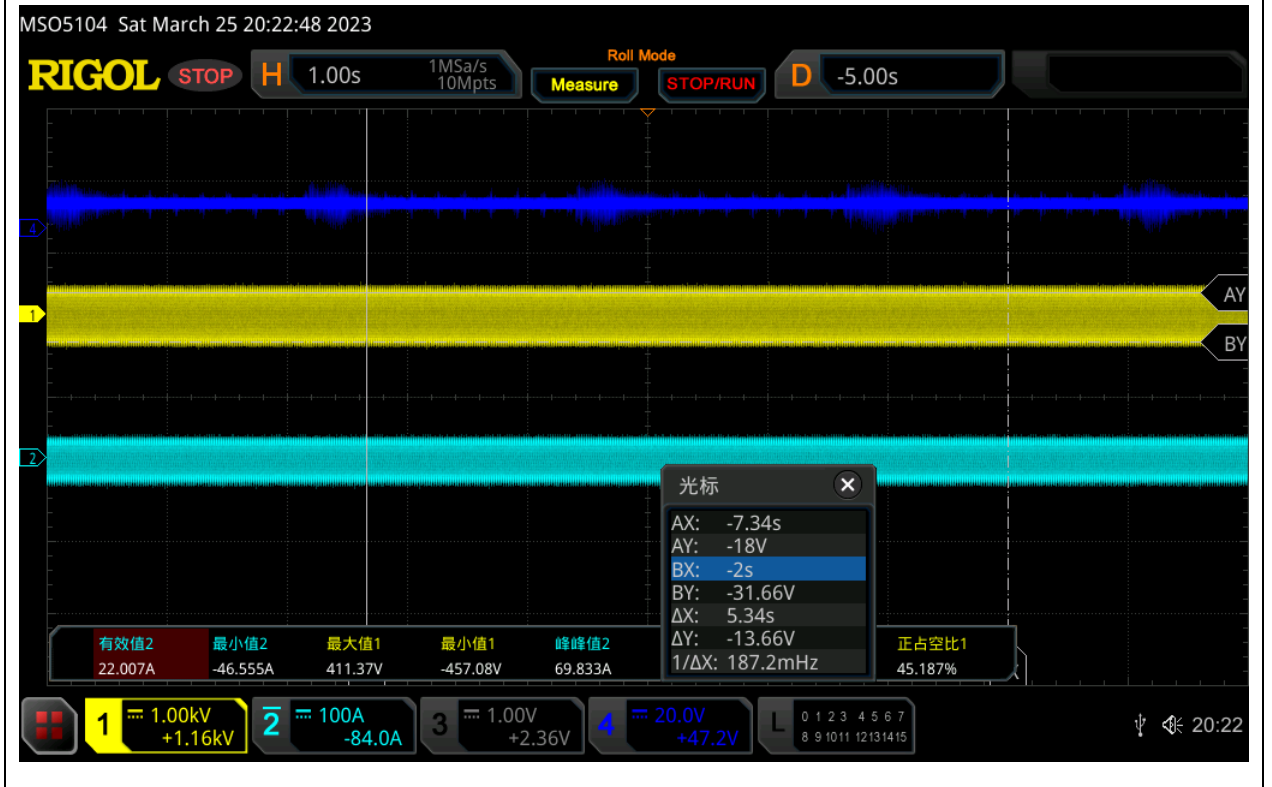 MSO5104 Sat March 25 20:22:48 2023
RIGOL STOP H 1.00s 1MSa/s 10Mpts Roll Mode Measure STOP/RUN D -5.00s
4
AY
1
BY
2
光标
AX: -7.34s
AY: -18V
BX: -2s
BY: -31.66V
ΔX: 5.34s
ΔY: -13.66V
1/ΔX: 187.2mHz
有效值2 最小值2 最大值1 最小值1 峰峰值2 正占空比1
22.007A -46.555A 411.37V -457.08V 69.833A 45.187%
1 1.00kV 2 100A 3 1.00V 4 20.0V L 0 1 2 3 4 5 6 7
+1.16kV -84.0A +2.36V +47.2V 8 9 1011 12131415
20:22